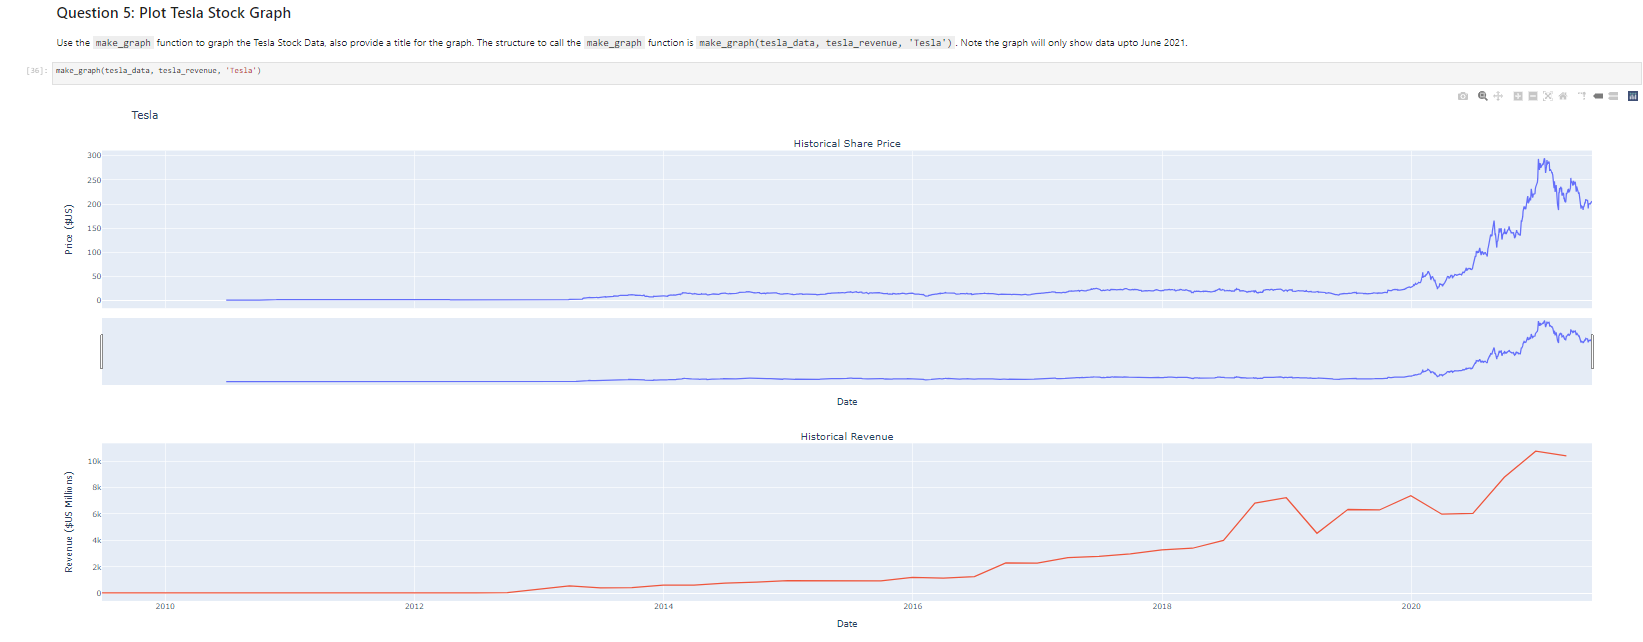 Question 5: Plot Tesla Stock Graph
Use the make_graph function to graph the Tesla Stock Data, also provide a title for the graph. The structure to call the make_graph function is make_graph(tesla_data, tesla_revenue, 'Tesla') . Note the graph will only show data upto June 2021.
[36]: make_graph(tesla_data, tesla_revenue, 'Tesla')
Tesla
Historical Share Price
300
250
200
150
100
50
0
Price ($US)
Date
Historical Revenue
10k
8k
6k
4k
2k
0
Revenue ($US Millions)
2010 2012 2014 2016 2018 2020
Date